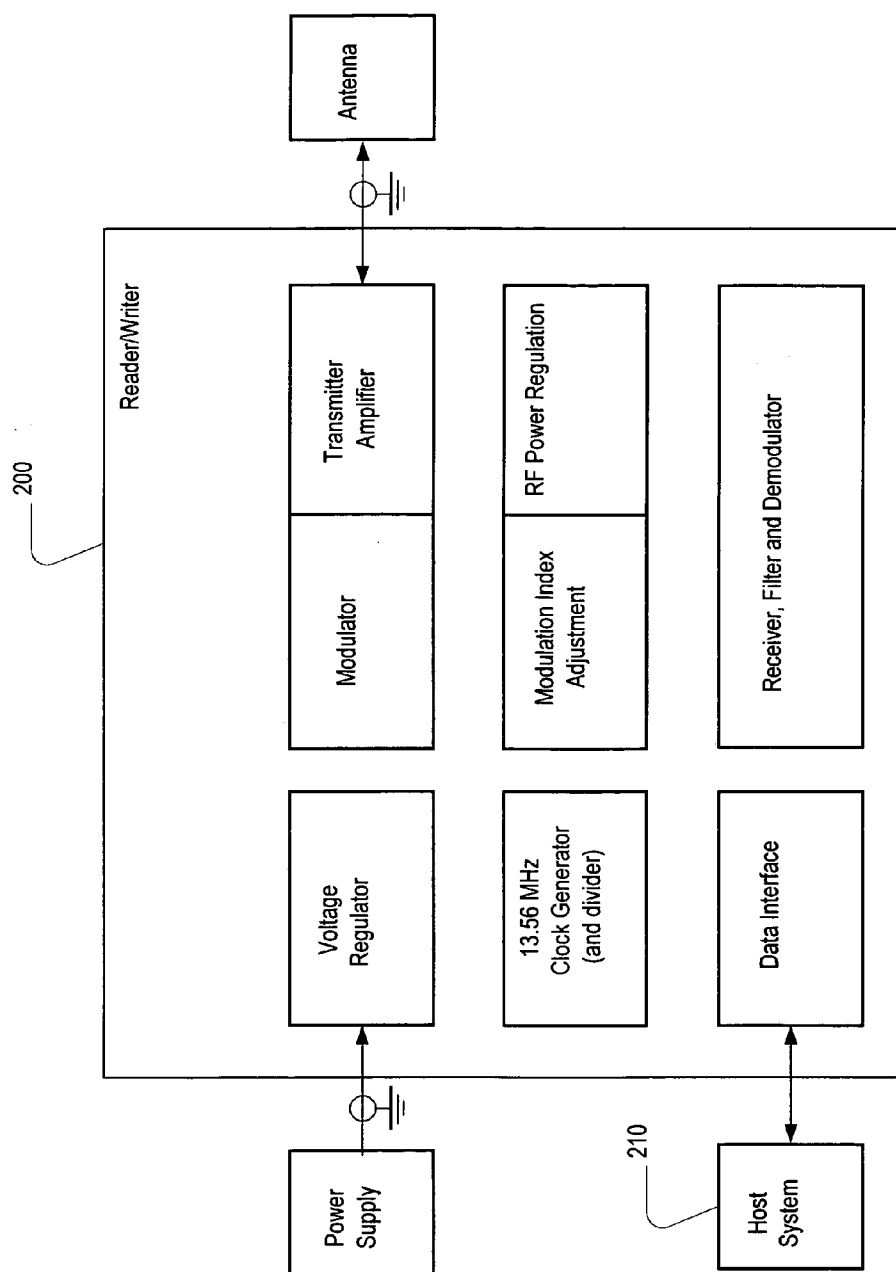 200
Reader/Writer
Power
Supply
Voltage
Regulator
Modulator
Transmitter
Amplifier
Antenna
13.56 MHz
Clock Generator
(and divider)
Modulation Index
Adjustment
RF Power Regulation
210
Host
System
Data Interface
Receiver, Filter and Demodulator